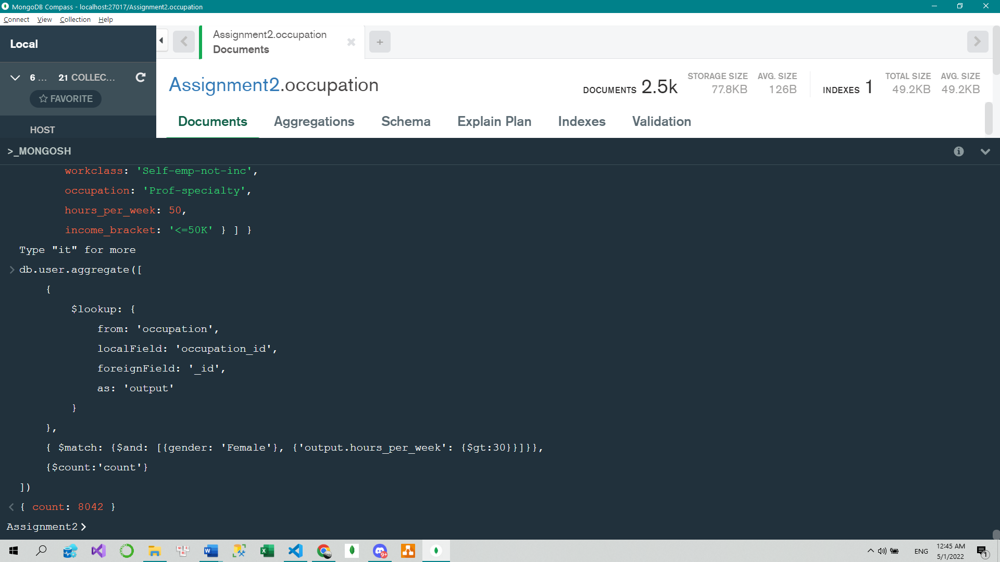 MongoDB Compass - localhost:27017/Assignment2.occupation
Connect View Collection Help
Local
Assignment2.occupation
Documents
6 ... 21 COLLEC...
FAVORITE
HOST
Assignment2.occupation
DOCUMENTS 2.5k
STORAGE SIZE
77.8KB
AVG. SIZE
126B
INDEXES 1
TOTAL SIZE
49.2KB
AVG. SIZE
49.2KB
Documents Aggregations Schema Explain Plan Indexes Validation
>_MONGOSH
workclass: 'Self-emp-not-inc',
occupation: 'Prof-specialty',
hours_per_week: 50,
income_bracket: '<=50K' } ] }
Type "it" for more
> db.user.aggregate([
{
$lookup: {
from: 'occupation',
localField: 'occupation_id',
foreignField: '_id',
as: 'output'
}
},
{ $match: {$and: [{gender: 'Female'}, {'output.hours_per_week': {$gt:30}}]}},
{$count:'count'}
])
< { count: 8042 }
Assignment2 >
9+
ENG
12:45 AM
5/1/2022
1